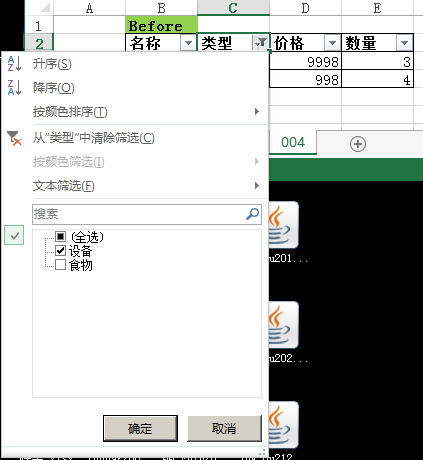 A B C D E
1 Before
2 名称 类型 价格 数量
9998 3
998 4
升序(S)
降序(O)
按颜色排序(T)
从“类型”中清除筛选(C)
按颜色筛选(I)
文本筛选(F)
搜索
(全选)
设备
食物
确定 取消
004
u201...
u202...